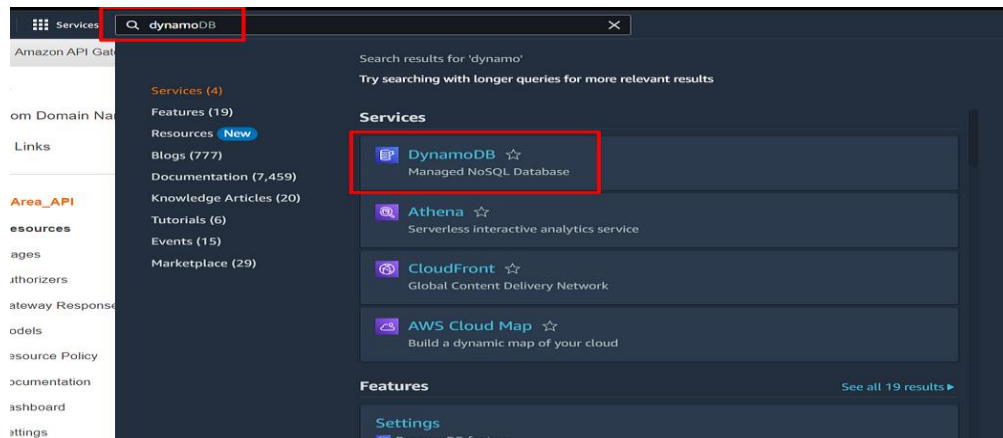 Services
dynamoDB
Amazon API Gat
Search results for 'dynamo'
Try searching with longer queries for more relevant results
Services (4)
Features (19)
Resources New
Blogs (777)
Documentation (7,459)
Knowledge Articles (20)
Tutorials (6)
Events (15)
Marketplace (29)
om Domain Na
Links
Area_API
esources
ages
uthorizers
ateway Response
odels
esource Policy
ocumentation
ashboard
ettings
Services
DynamoDB
Managed NoSQL Database
Athena
Serverless interactive analytics service
CloudFront
Global Content Delivery Network
AWS Cloud Map
Build a dynamic map of your cloud
Features
See all 19 results
Settings